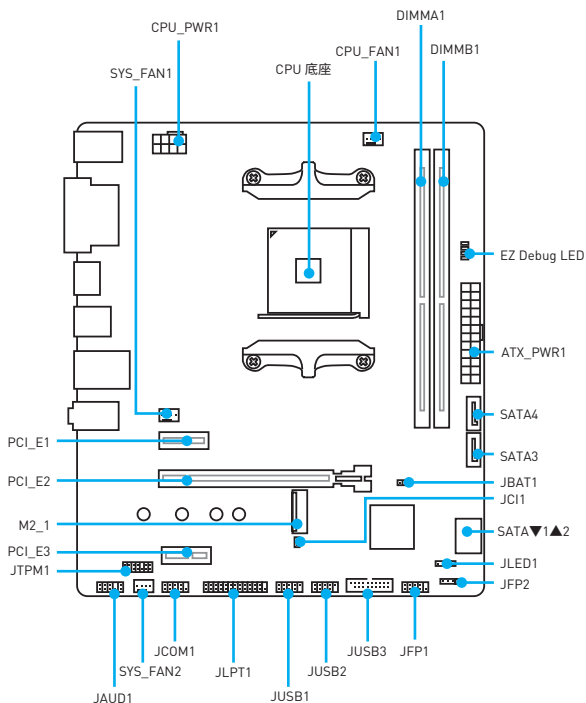 DIMMA1
CPU_PWR1
CPU_FAN1
DIMMB1
SYS_FAN1
CPU 底座
EZ Debug LED
ATX_PWR1
SATA4
PCI_E1
SATA3
PCI_E2
JBAT1
JCI1
M2_1
SATA▼1▲2
PCI_E3
JLED1
JTPM1
JFP2
JCOM1
JLPT1
JUSB2
JUSB3
JFP1
SYS_FAN2
JAUD1
JUSB1